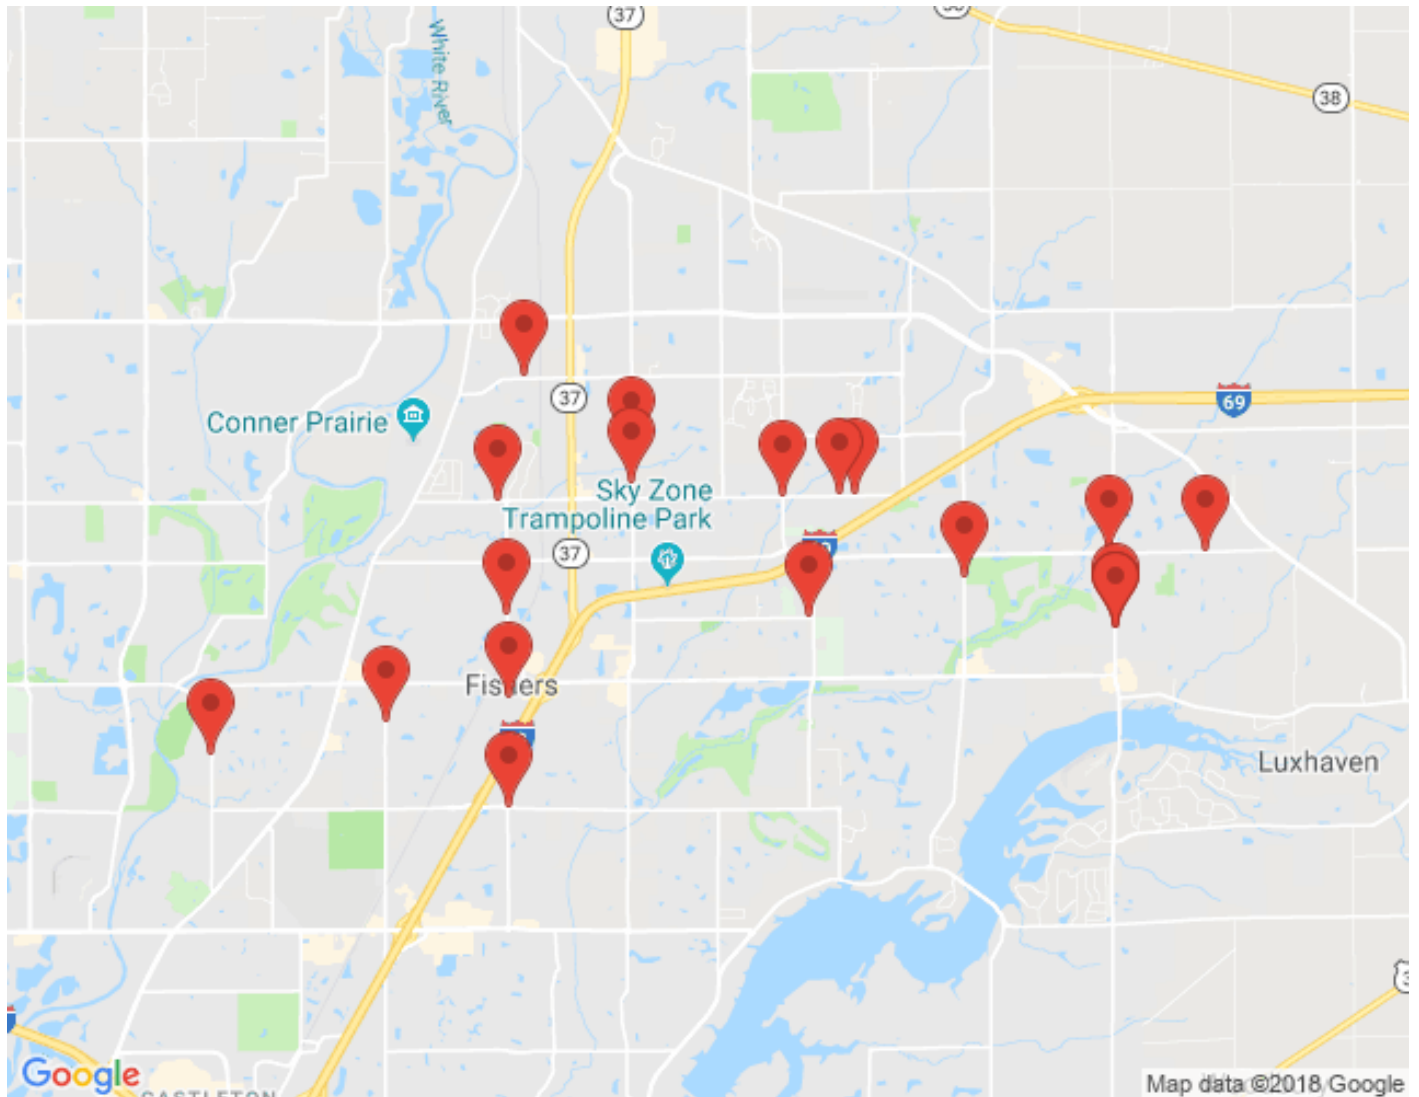 37
White River
38
37
69
Conner Prairie
Sky Zone
Trampoline Park
37
Fishers
Luxhaven
Google
CASTLETON
Map data ©2018 Google